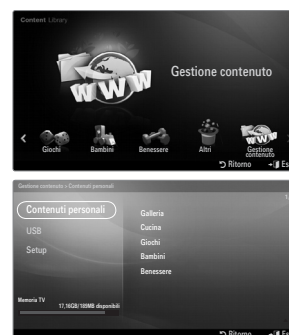 Content Library
WWW
Gestione contenuto
Giochi
Bambini
Benessere
Altri
Gestione
contenuto
Ritorno
Gestione contenuto > Contenuti personali
Contenuti personali
USB
Setup
Galleria
Cucina
Giochi
Bambini
Benessere
Memoria TV
17,16GB/189MB disponibili
Ritorno